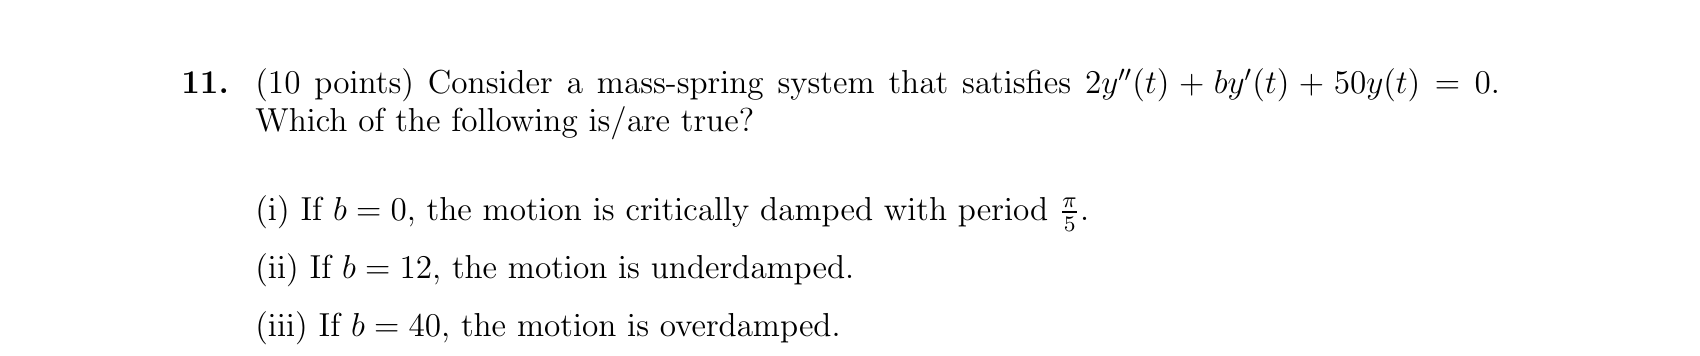 11. (10 points) Consider a mass-spring system that satisfies 2y″(t) + by′(t) + 50y(t) = 0.
Which of the following is/are true?
(i) If b = 0, the motion is critically damped with period π/5.
(ii) If b = 12, the motion is underdamped.
(iii) If b = 40, the motion is overdamped.